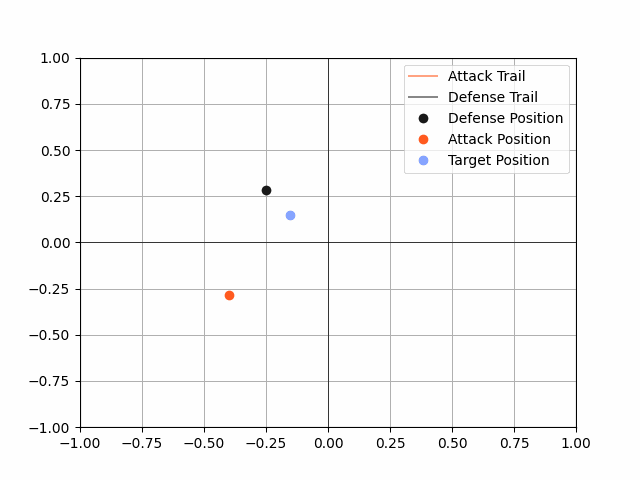 1.00
0.75
0.50
0.25
0.00
−0.25
−0.50
−0.75
−1.00
−1.00 −0.75 −0.50 −0.25 0.00 0.25 0.50 0.75 1.00
Attack Trail
Defense Trail
Defense Position
Attack Position
Target Position